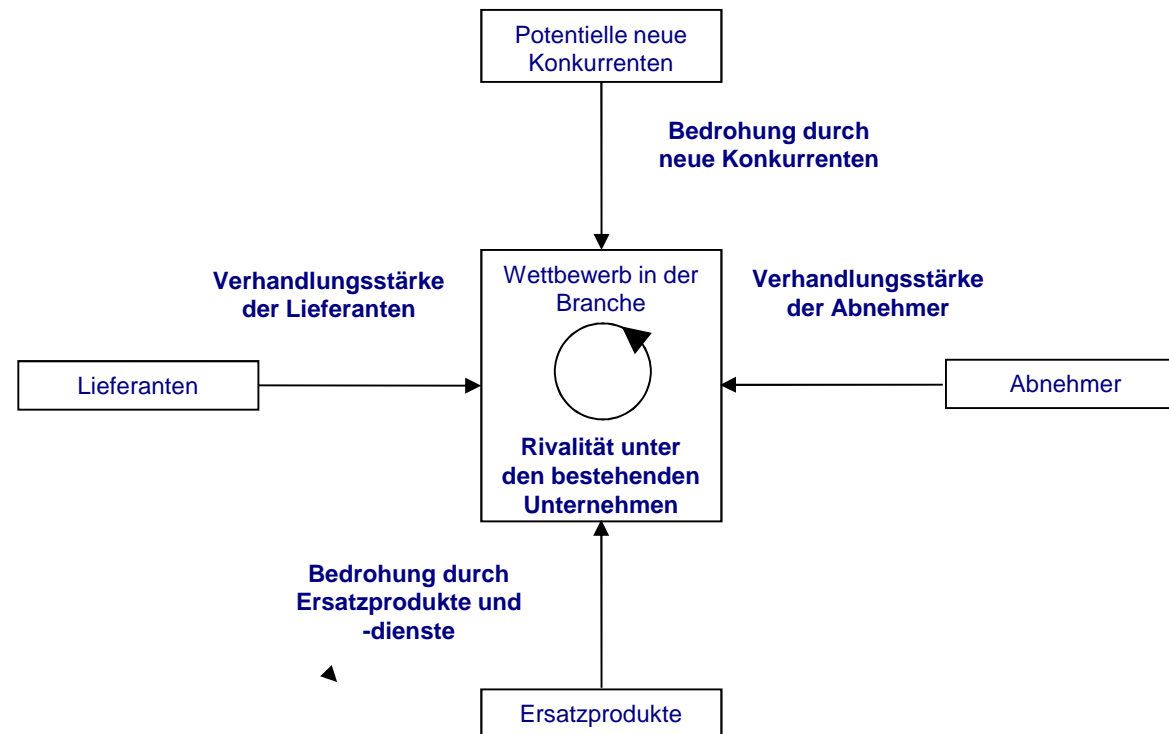 Potentielle neue
Konkurrenten
Bedrohung durch
neue Konkurrenten
Verhandlungsstärke
der Lieferanten
Wettbewerb in der
Branche
Verhandlungsstärke
der Abnehmer
Lieferanten
Abnehmer
Rivalität unter
den bestehenden
Unternehmen
Bedrohung durch
Ersatzprodukte und
-dienste
Ersatzprodukte